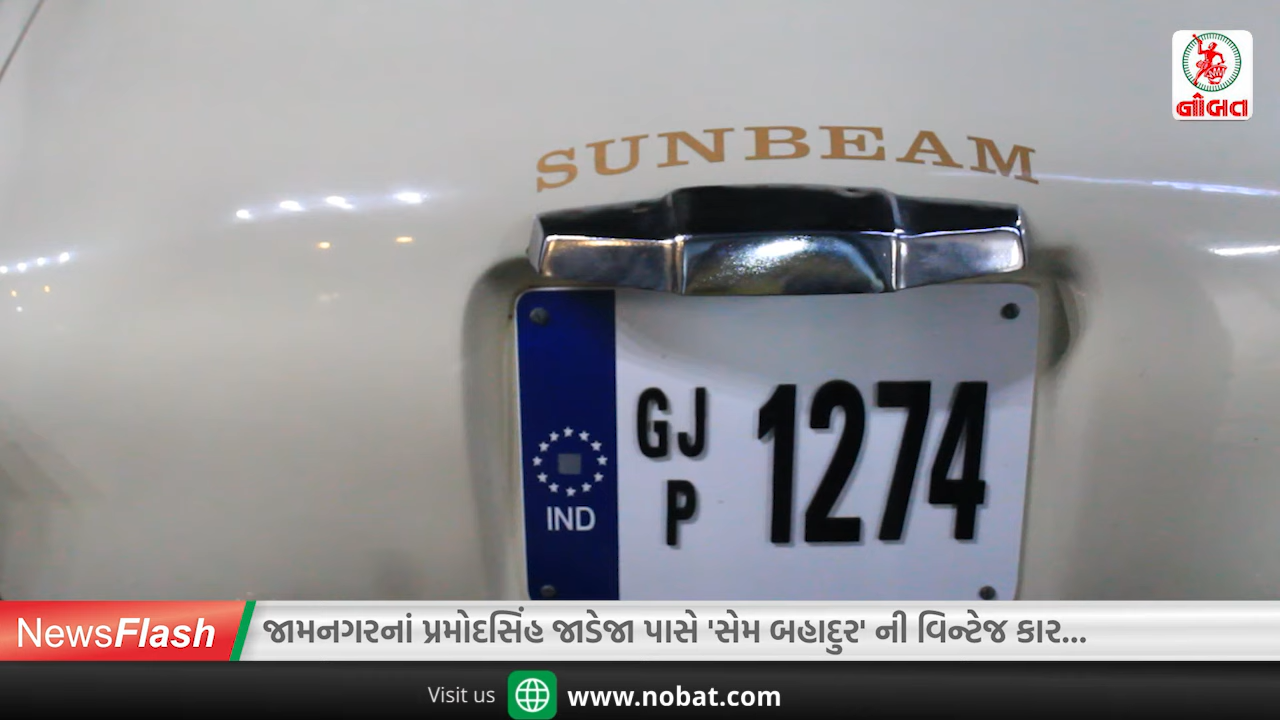 નોબત
SUNBEAM
GJ
P
1274
IND
NewsFlash
જામનગરનાં પ્રમોદસિંહ જાડેજા પાસે 'સેમ બહાદુર' ની વિન્ટેજ કાર...
Visit us
www.nobat.com